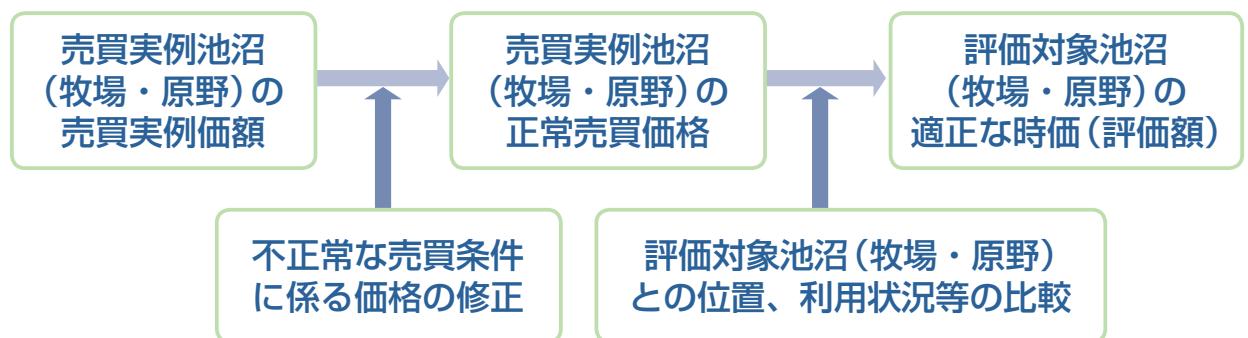 売買実例池沼
(牧場・原野)の
売買実例価額
売買実例池沼
(牧場・原野)の
正常売買価格
評価対象池沼
(牧場・原野)の
適正な時価(評価額)
不正常な売買条件
に係る価格の修正
評価対象池沼(牧場・原野)
との位置、利用状況等の比較